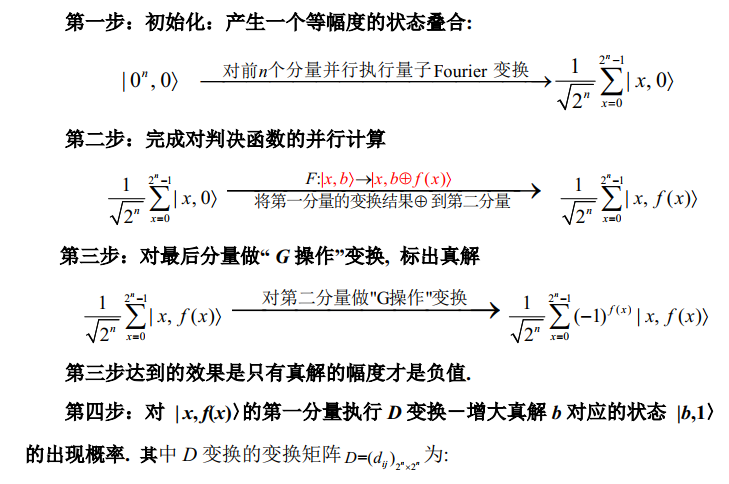 第一步：初始化：产生一个等幅度的状态叠合:
|0ⁿ, 0⟩ 对前n个分量并行执行量子Fourier 变换 1/√2ⁿ ∑_{x=0}^{2ⁿ−1} |x, 0⟩
第二步：完成对判决函数的并行计算
1/√2ⁿ ∑_{x=0}^{2ⁿ−1} |x, 0⟩ F:|x,b⟩→|x,b⊕f(x)⟩ 将第一分量的变换结果⊕到第二分量 1/√2ⁿ ∑_{x=0}^{2ⁿ−1} |x, f(x)⟩
第三步：对最后分量做“ G 操作”变换, 标出真解
1/√2ⁿ ∑_{x=0}^{2ⁿ−1} |x, f(x)⟩ 对第二分量做"G操作"变换 1/√2ⁿ ∑_{x=0}^{2ⁿ−1} (−1)^{f(x)} |x, f(x)⟩
第三步达到的效果是只有真解的幅度才是负值.
第四步：对 |x, f(x)⟩的第一分量执行 D 变换－增大真解 b 对应的状态 |b,1⟩
的出现概率. 其中 D 变换的变换矩阵 D=(d_{ij})_{2ⁿ×2ⁿ} 为: